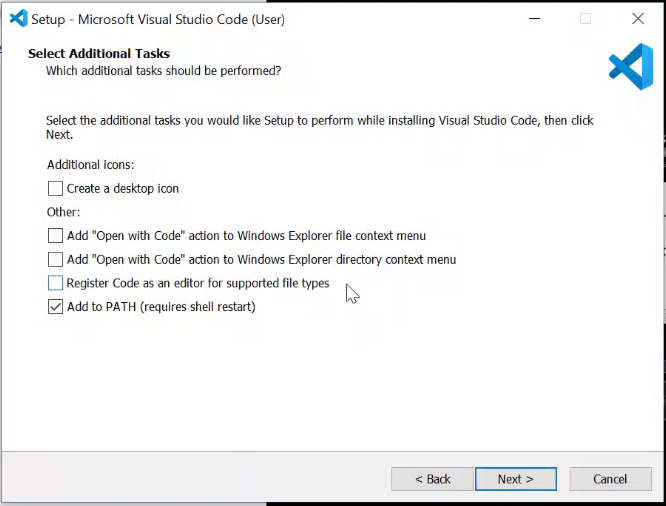 Setup - Microsoft Visual Studio Code (User)
Select Additional Tasks
Which additional tasks should be performed?
Select the additional tasks you would like Setup to perform while installing Visual Studio Code, then click
Next.
Additional icons:
Create a desktop icon
Other:
Add "Open with Code" action to Windows Explorer file context menu
Add "Open with Code" action to Windows Explorer directory context menu
Register Code as an editor for supported file types
Add to PATH (requires shell restart)
< Back Next > Cancel